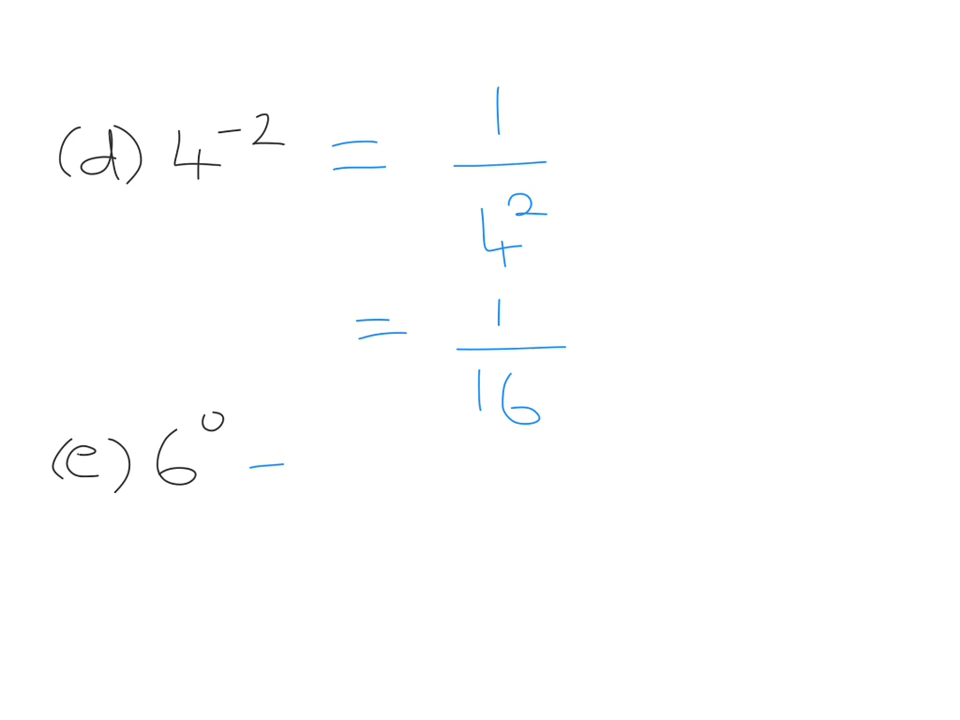 (d) 4⁻² = 1/4²
= 1/16
(e) 6⁰ –